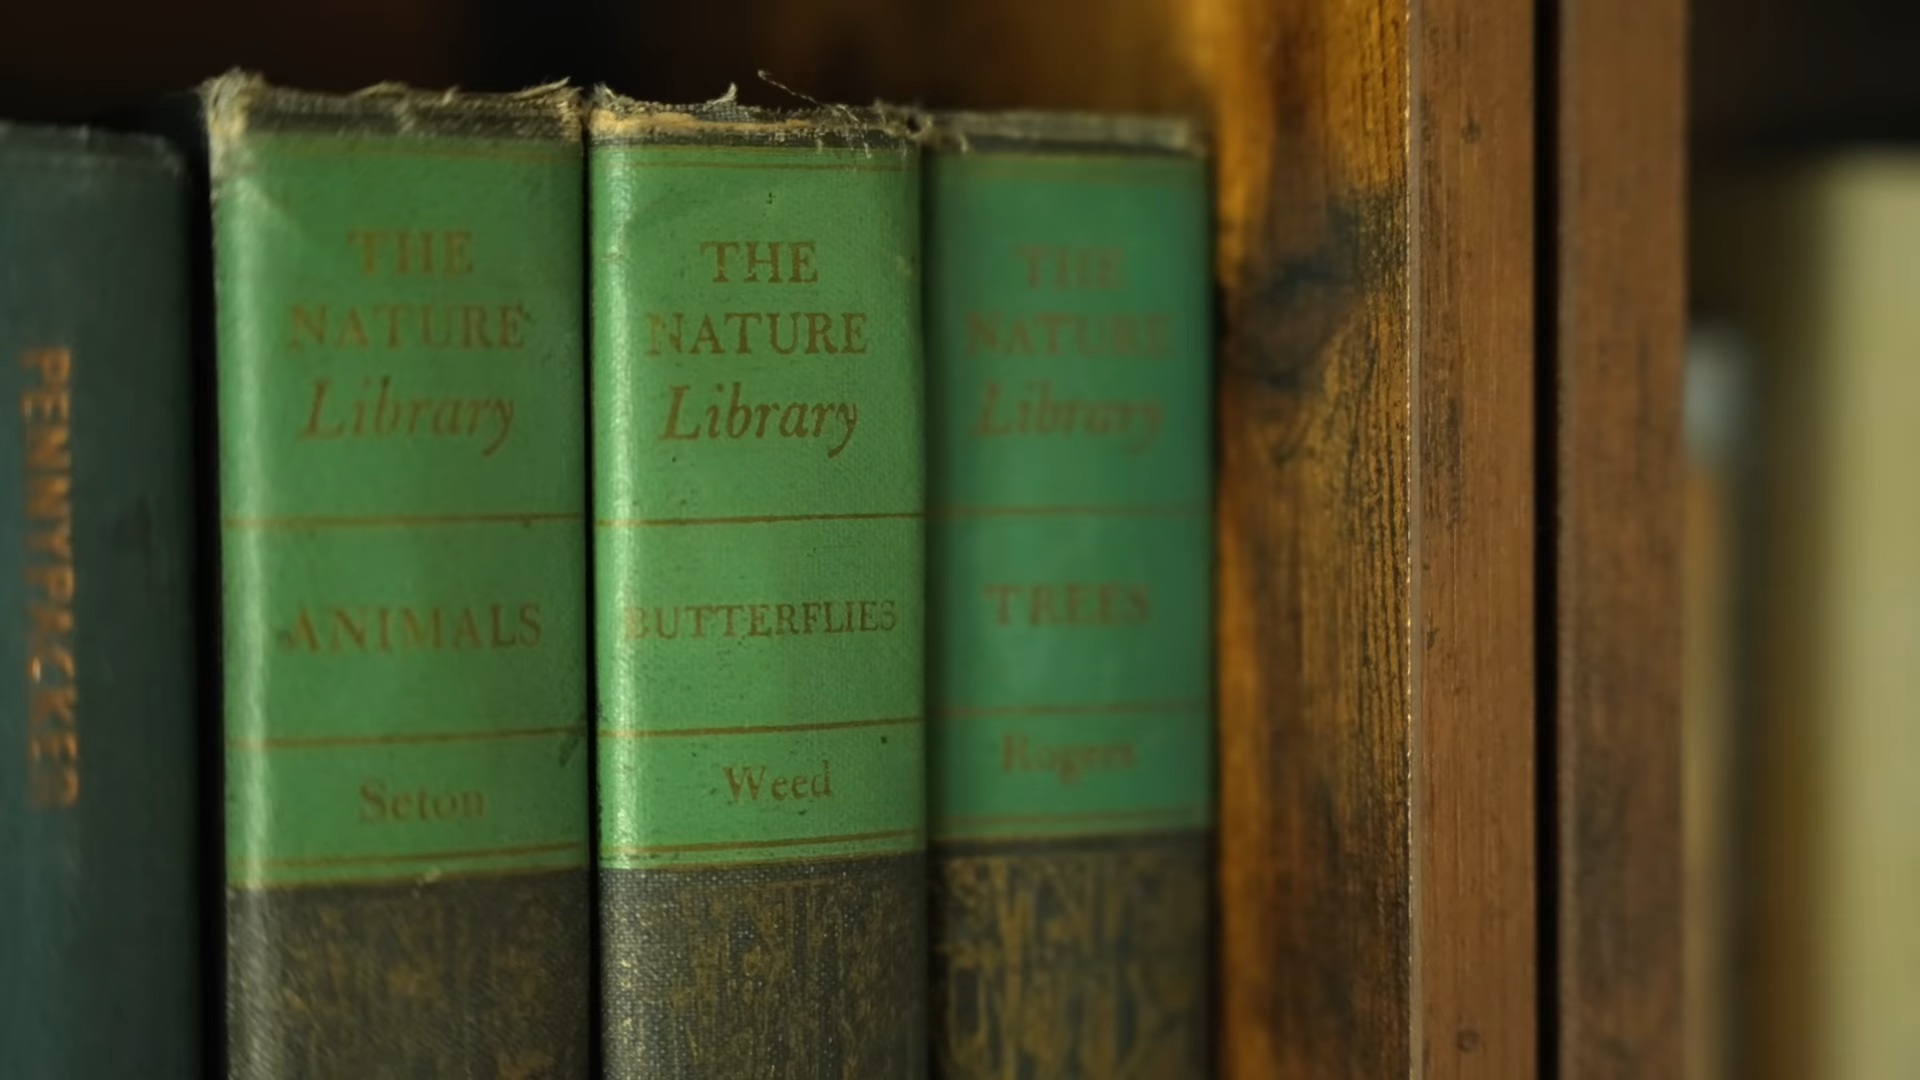 PENNYPACKER
THE
NATURE
Library
ANIMALS
Seton
THE
NATURE
Library
BUTTERFLIES
Weed
THE
NATURE
Library
TREES
Rogers